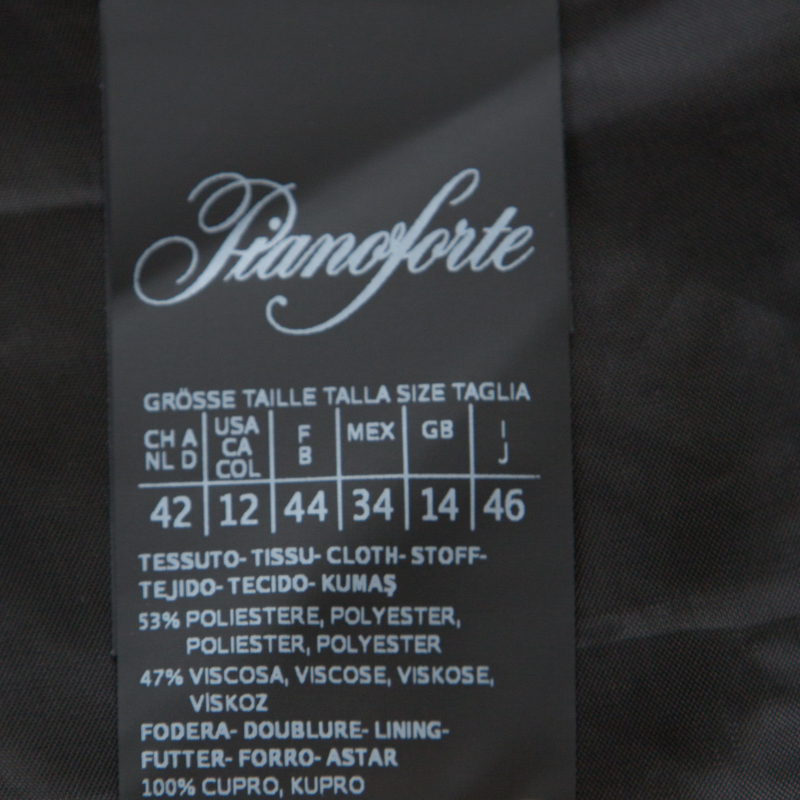 Pianoforte
GRÖSSE TAILLE TALLA SIZE TAGLIA
CH A NL D USA CA COL F B MEX GB I J
42 12 44 34 14 46
TESSUTO- TISSU- CLOTH- STOFF-
TEJIDO- TECIDO- KUMAŞ
53% POLIESTERE, POLYESTER,
POLIESTER, POLYESTER
47% VISCOSA, VISCOSE, VISKOSE,
VİSKOZ
FODERA- DOUBLURE- LINING-
FUTTER- FORRO- ASTAR
100% CUPRO, KUPRO